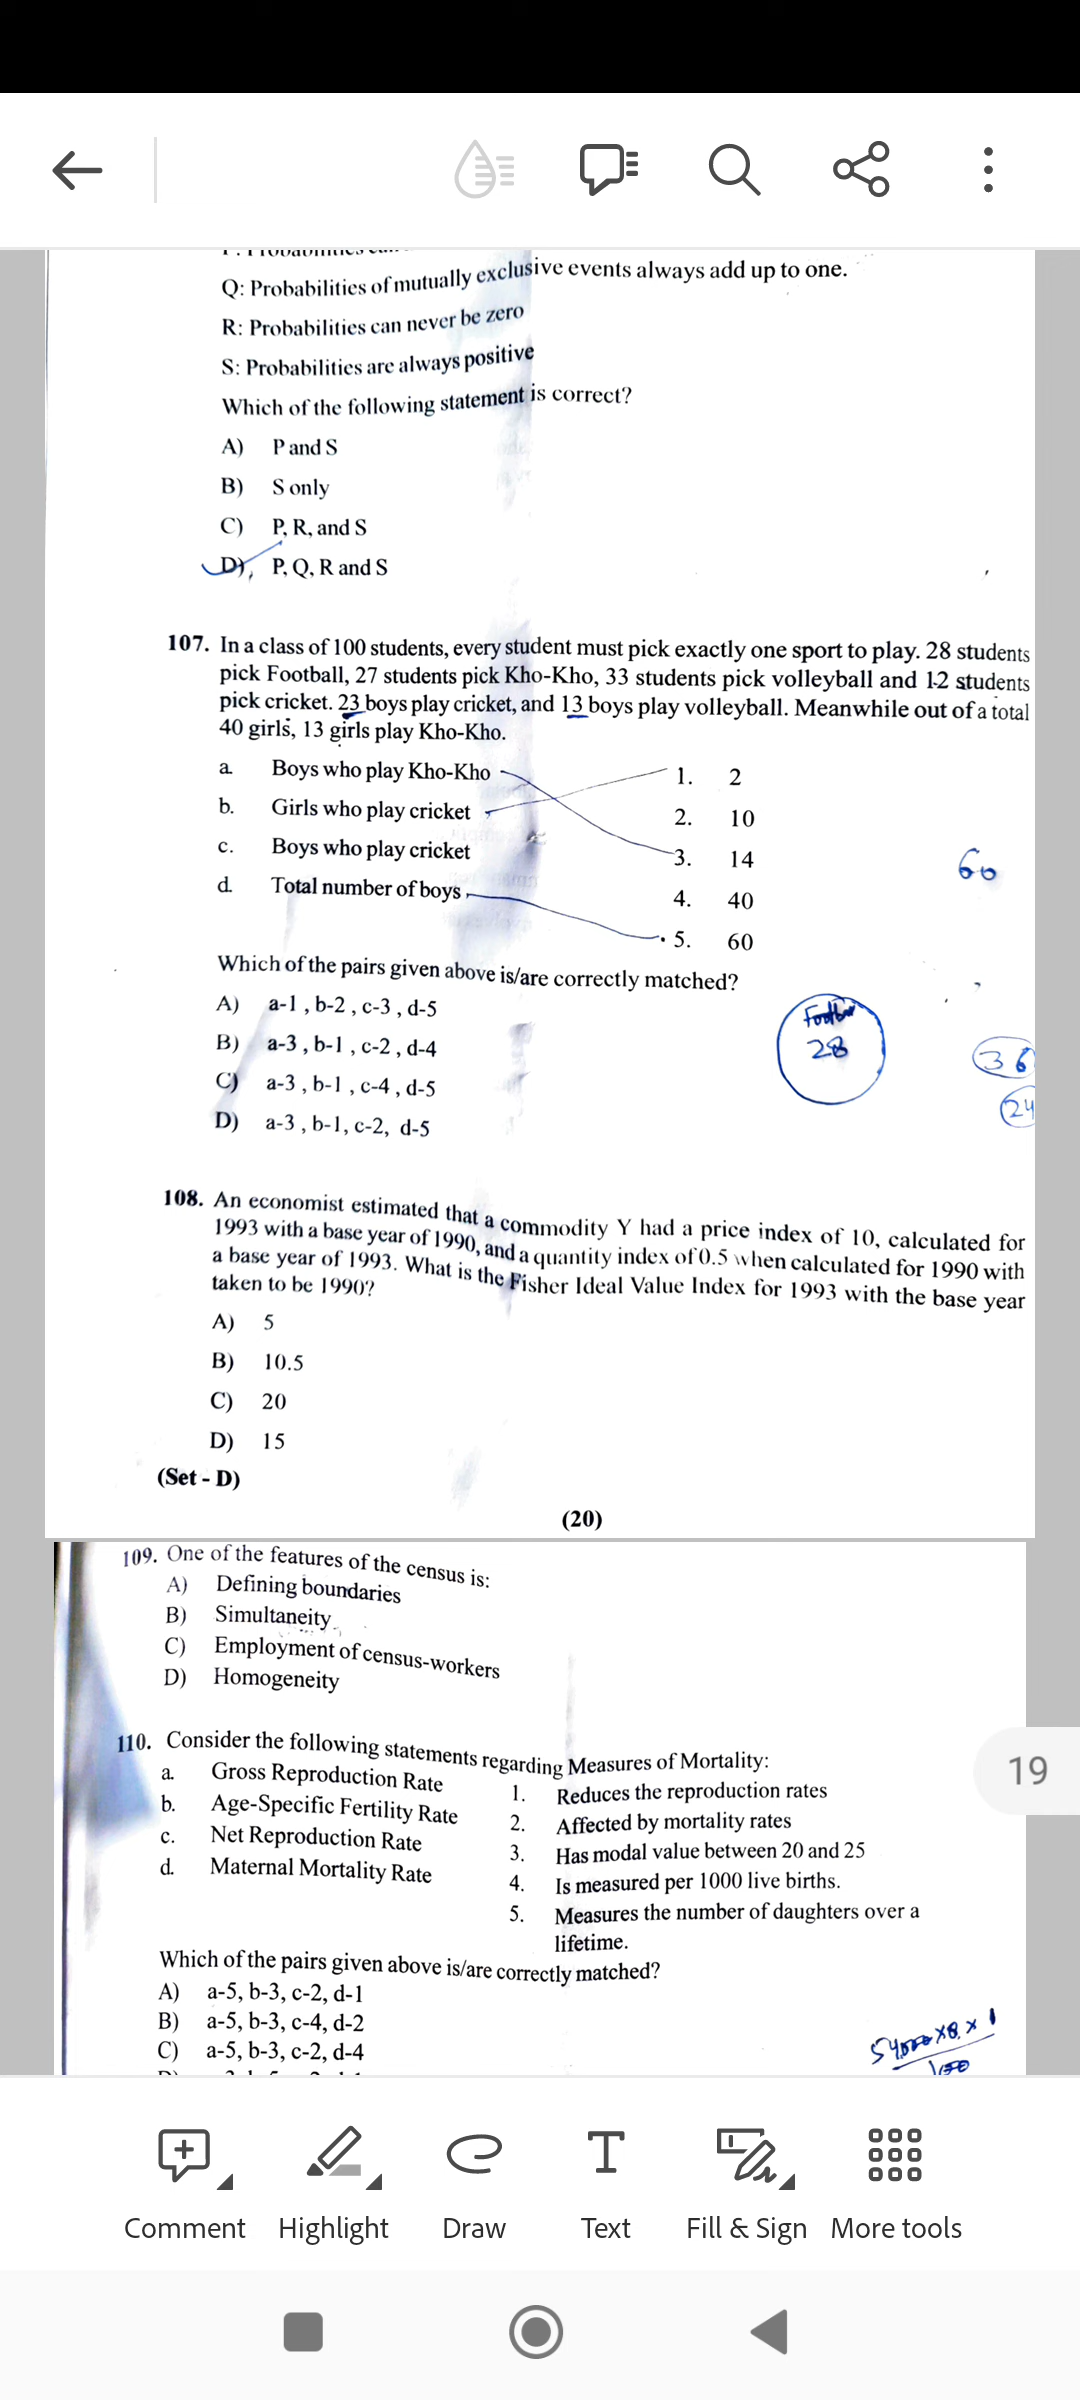 Q: Probabilities of mutually exclusive events always add up to one.
R: Probabilities can never be zero
S: Probabilities are always positive
Which of the following statement is correct?
A) P and S
B) S only
C) P, R, and S
D) P, Q, R and S
107. In a class of 100 students, every student must pick exactly one sport to play. 28 students
pick Football, 27 students pick Kho-Kho, 33 students pick volleyball and 12 students
pick cricket. 23 boys play cricket, and 13 boys play volleyball. Meanwhile out of a total
40 girls, 13 girls play Kho-Kho.
a. Boys who play Kho-Kho 1. 2
b. Girls who play cricket 2. 10
c. Boys who play cricket 3. 14
d. Total number of boys 4. 40
5. 60
60
Which of the pairs given above is/are correctly matched?
A) a-1 , b-2 , c-3 , d-5
B) a-3 , b-1 , c-2 , d-4
C) a-3 , b-1 , c-4 , d-5
D) a-3 , b-1, c-2, d-5
28
36
24
108. An economist estimated that a commodity Y had a price index of 10, calculated for
1993 with a base year of 1990, and a quantity index of 0.5 when calculated for 1990 with
a base year of 1993. What is the Fisher Ideal Value Index for 1993 with the base year
taken to be 1990?
A) 5
B) 10.5
C) 20
D) 15
(Set - D)
(20)
109. One of the features of the census is:
A) Defining boundaries
B) Simultaneity
C) Employment of census-workers
D) Homogeneity
110. Consider the following statements regarding Measures of Mortality:
a. Gross Reproduction Rate 1. Reduces the reproduction rates
b. Age-Specific Fertility Rate 2. Affected by mortality rates
c. Net Reproduction Rate 3. Has modal value between 20 and 25
d. Maternal Mortality Rate 4. Is measured per 1000 live births.
5. Measures the number of daughters over a
lifetime.
19
Which of the pairs given above is/are correctly matched?
A) a-5, b-3, c-2, d-1
B) a-5, b-3, c-4, d-2
C) a-5, b-3, c-2, d-4
Comment Highlight Draw Text Fill & Sign More tools